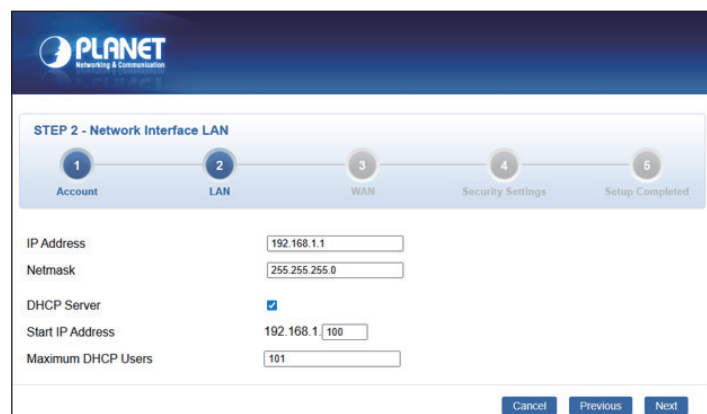 PLANET
Networking & Communication
STEP 2 - Network Interface LAN
1 2 3 4 5
Account LAN WAN Security Settings Setup Completed
IP Address 192.168.1.1
Netmask 255.255.255.0
DHCP Server
Start IP Address 192.168.1. 100
Maximum DHCP Users 101
Cancel Previous Next